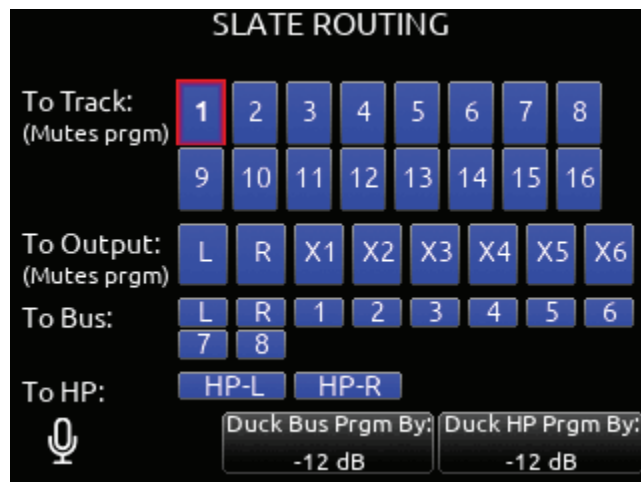 SLATE ROUTING
To Track: 1 2 3 4 5 6 7 8
(Mutes prgm)
9 10 11 12 13 14 15 16
To Output: L R X1 X2 X3 X4 X5 X6
(Mutes prgm)
To Bus: L R 1 2 3 4 5 6
7 8
To HP: HP-L HP-R
Duck Bus Prgm By: Duck HP Prgm By:
-12 dB -12 dB